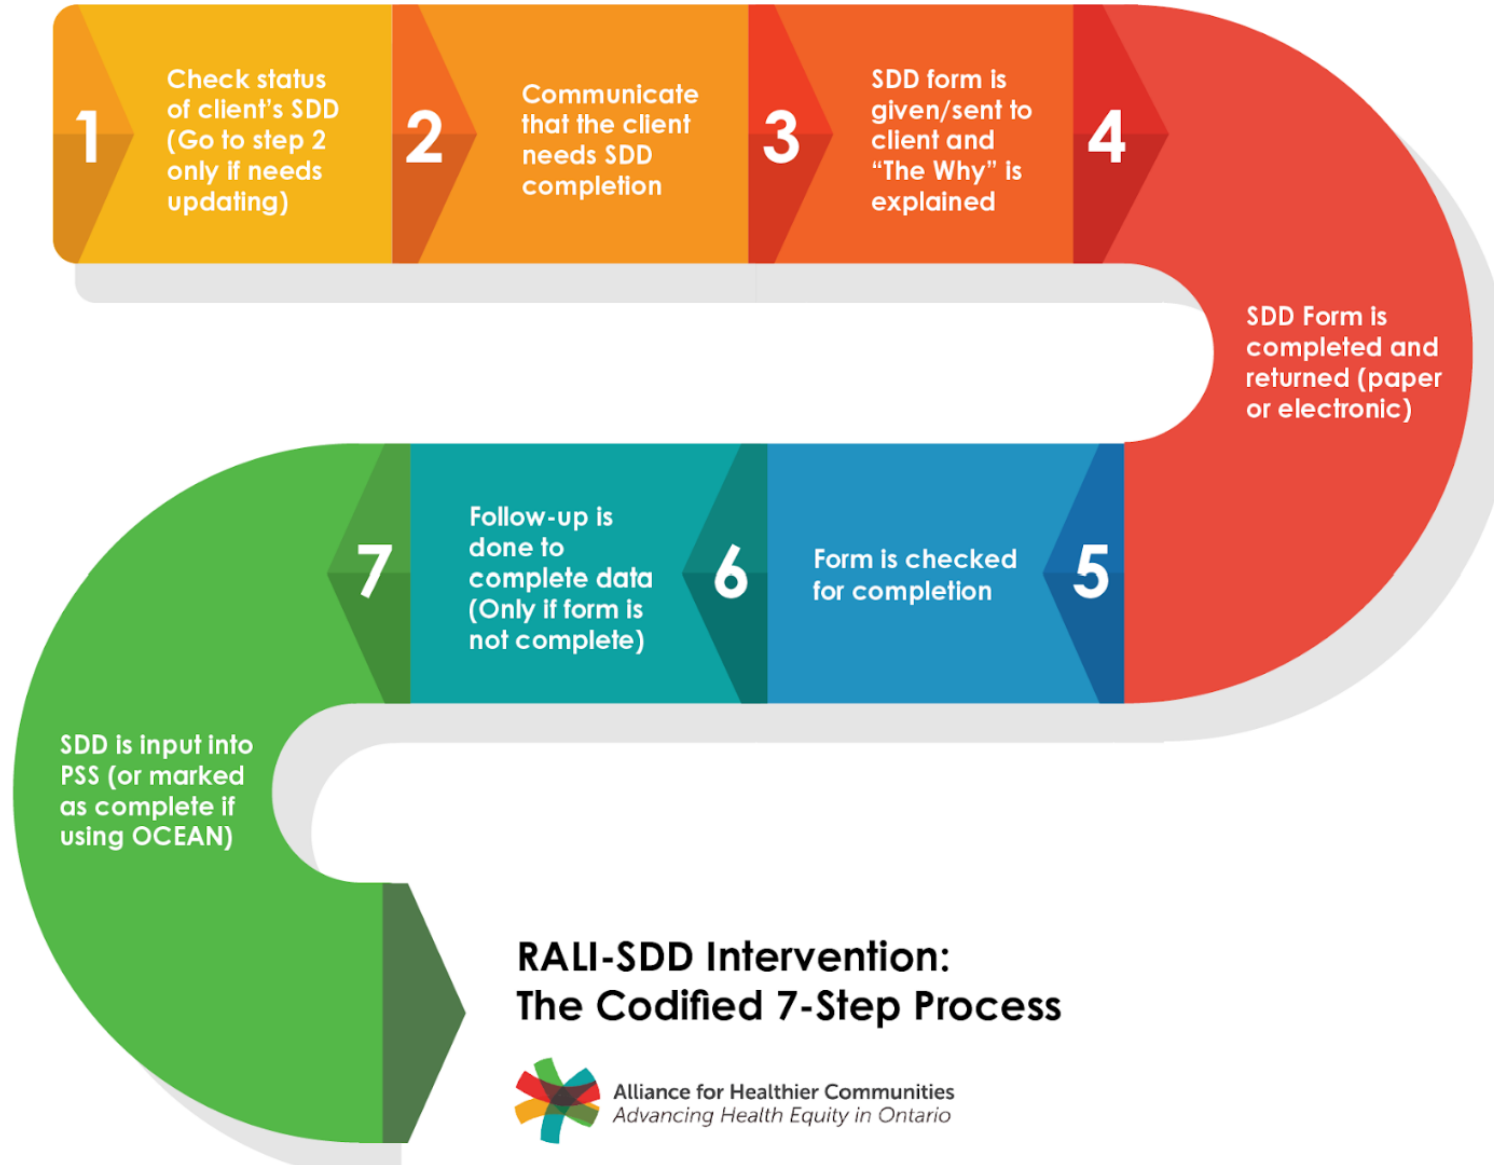 1
Check status
of client's SDD
(Go to step 2
only if needs
updating)
2
Communicate
that the client
needs SDD
completion
3
SDD form is
given/sent to
client and
“The Why” is
explained
4
SDD Form is
completed and
returned (paper
or electronic)
5
Form is checked
for completion
6
Follow-up is
done to
complete data
(Only if form is
not complete)
7
SDD is input into
PSS (or marked
as complete if
using OCEAN)
RALI-SDD Intervention:
The Codified 7-Step Process
Alliance for Healthier Communities
Advancing Health Equity in Ontario